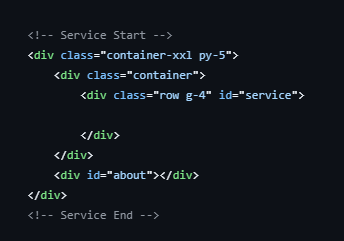 <!-- Service Start -->
<div class="container-xxl py-5">
    <div class="container">
        <div class="row g-4" id="service">
        </div>
    </div>
    <div id="about"></div>
</div>
<!-- Service End -->